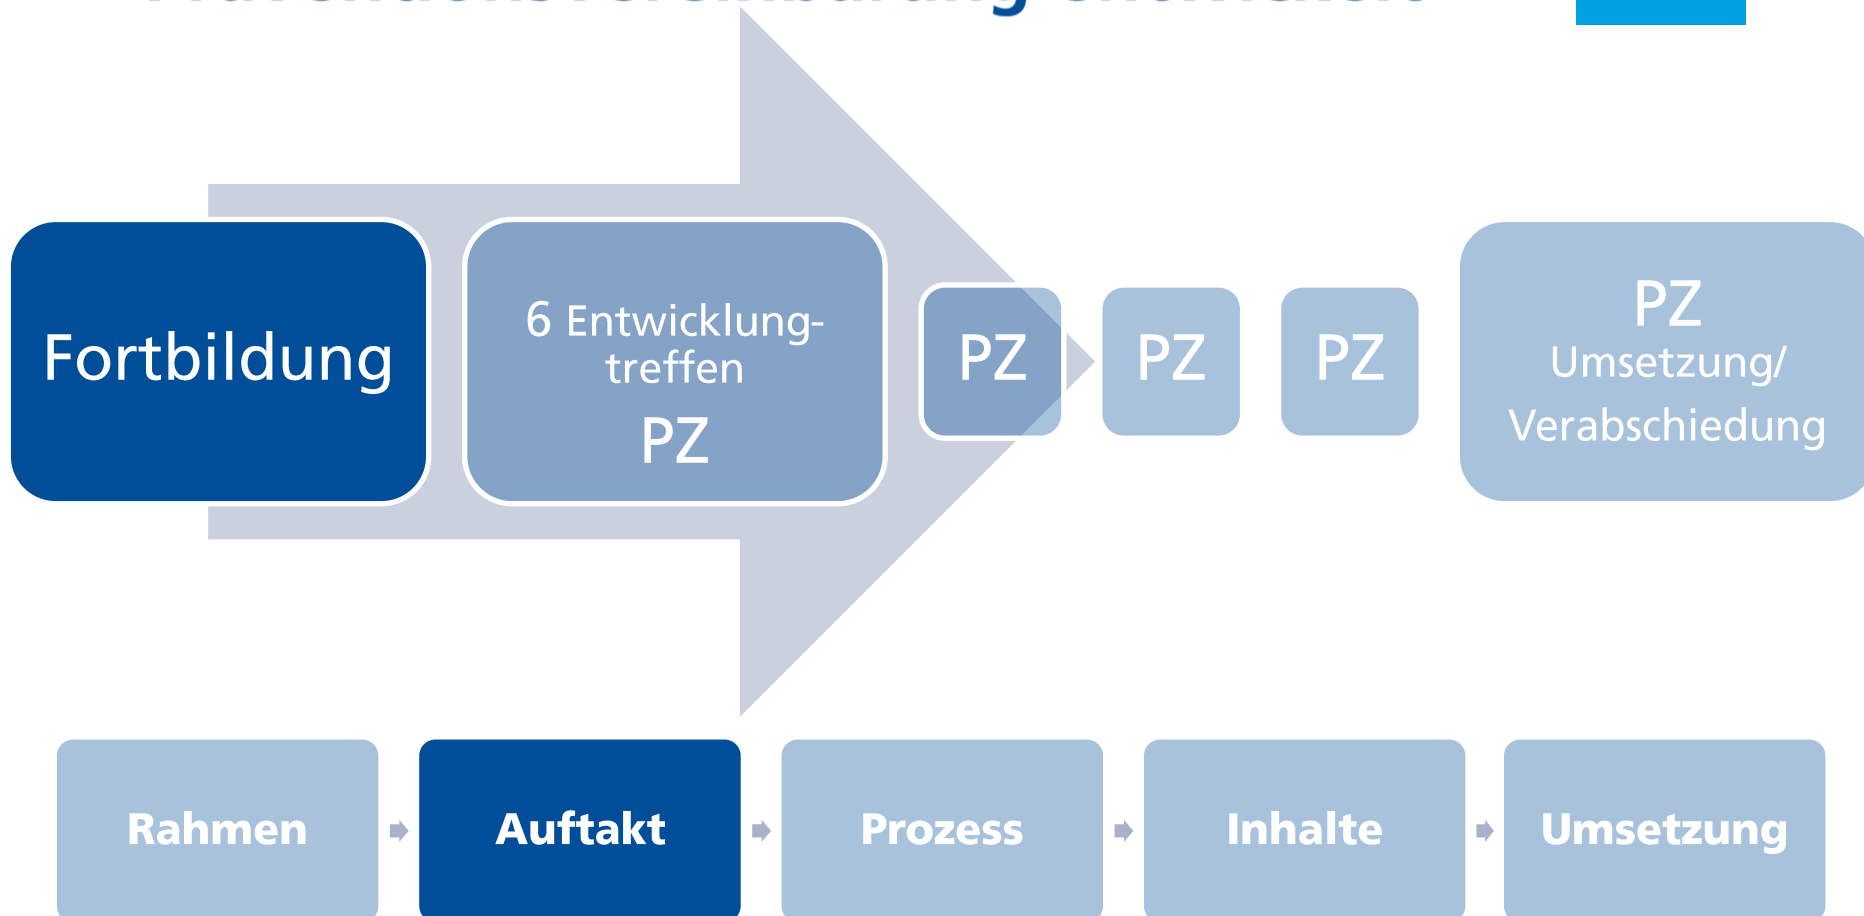 Fortbildung
6 Entwicklung-
treffen
PZ
PZ
PZ
PZ
PZ
Umsetzung/
Verabschiedung
Rahmen
Auftakt
Prozess
Inhalte
Umsetzung